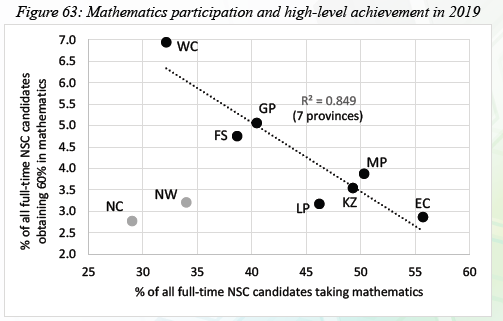 Figure 63: Mathematics participation and high-level achievement in 2019
% of all full-time NSC candidates
obtaining 60% in mathematics
7.0
6.5
6.0
5.5
5.0
4.5
4.0
3.5
3.0
2.5
2.0
WC
GP
FS
R² = 0.849
(7 provinces)
MP
NW
NC
LP
KZ
EC
25
30
35
40
45
50
55
60
% of all full-time NSC candidates taking mathematics